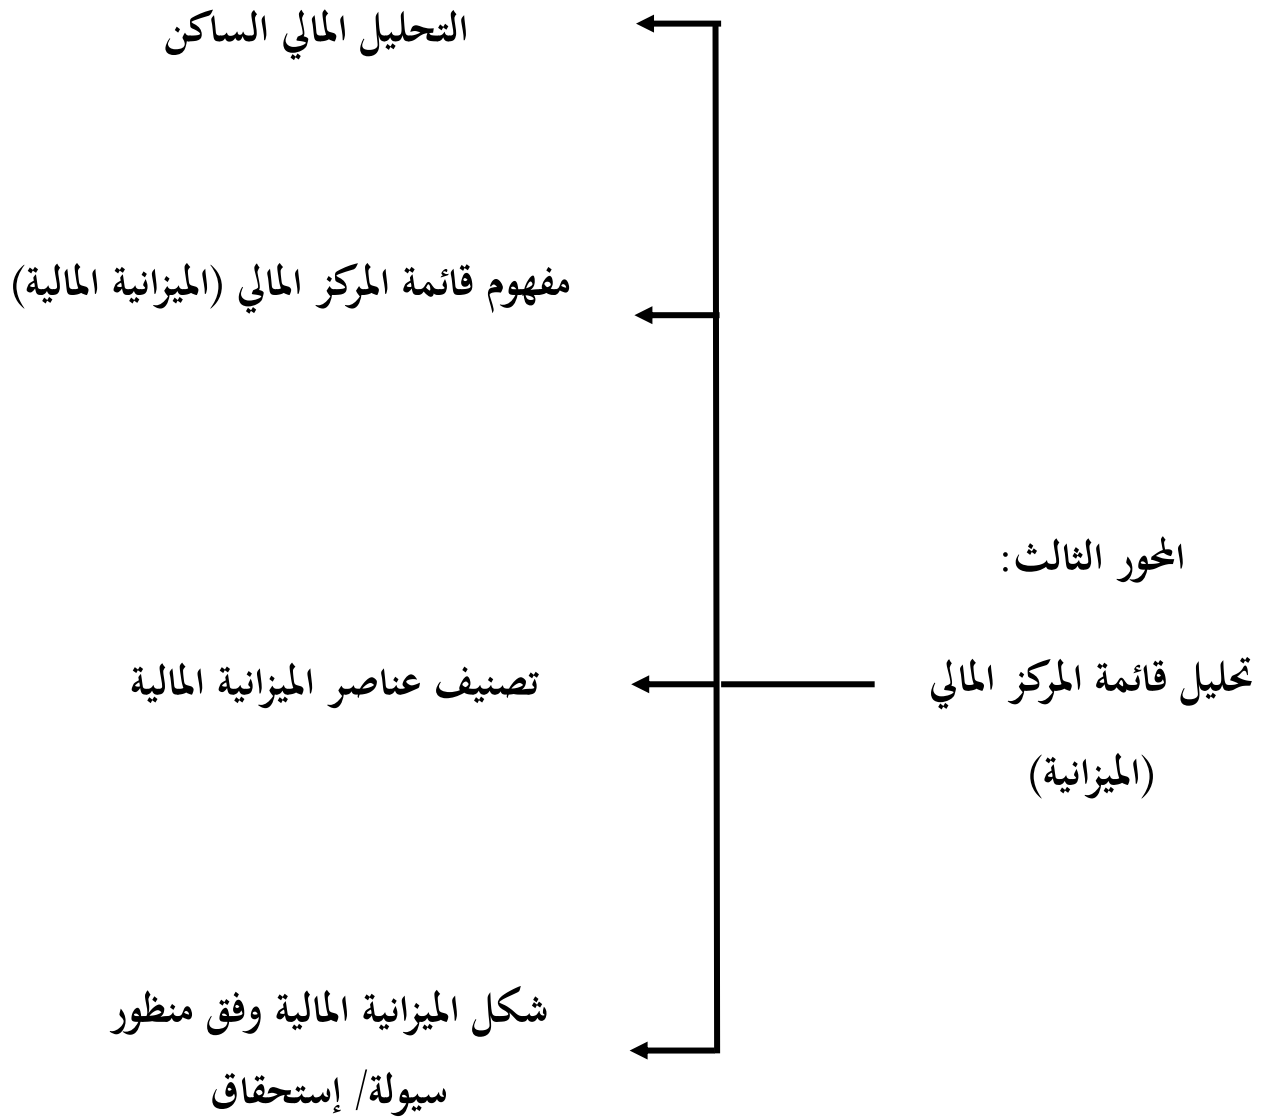 المحور الثالث:
تحليل قائمة المركز المالي
(الميزانية)
التحليل المالي الساكن
مفهوم قائمة المركز المالي (الميزانية المالية)
تصنيف عناصر الميزانية المالية
شكل الميزانية المالية وفق منظور
سيولة/ إستحقاق